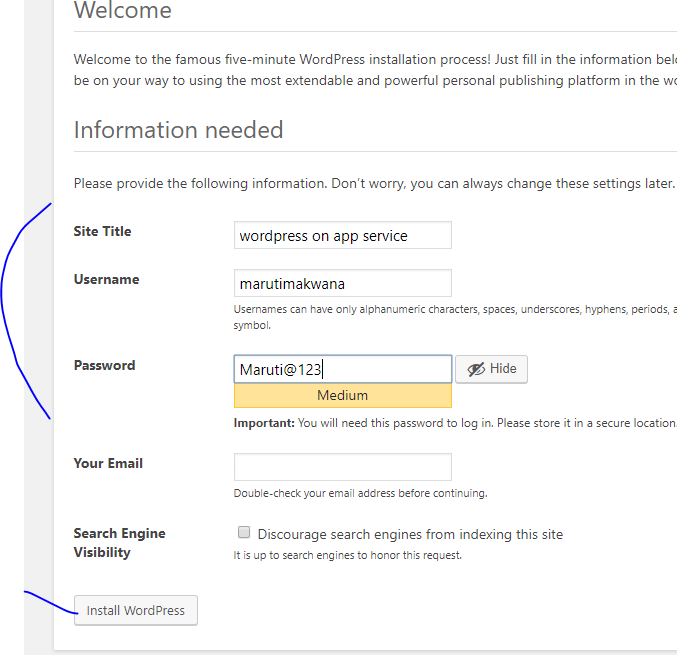 Welcome
Welcome to the famous five-minute WordPress installation process! Just fill in the information
be on your way to using the most extendable and powerful personal publishing platform in the
Information needed
Please provide the following information. Don't worry, you can always change these settings later.
Site Title
wordpress on app service
Username
marutimakwana
Usernames can have only alphanumeric characters, spaces, underscores, hyphens, periods,
symbol.
Password
Maruti@123
Hide
Medium
Important: You will need this password to log in. Please store it in a secure location.
Your Email
Double-check your email address before continuing.
Search Engine
Visibility
Discourage search engines from indexing this site
It is up to search engines to honor this request.
Install WordPress